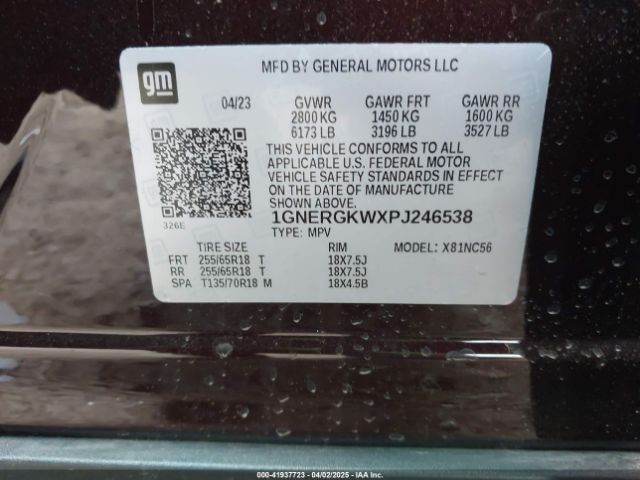 gm
MFD BY GENERAL MOTORS LLC
04/23 GVWR GAWR FRT GAWR RR
2800 KG 1450 KG 1600 KG
6173 LB 3196 LB 3527 LB
THIS VEHICLE CONFORMS TO ALL
APPLICABLE U.S. FEDERAL MOTOR
VEHICLE SAFETY STANDARDS IN EFFECT
ON THE DATE OF MANUFACTURE
SHOWN ABOVE.
326E
1GNERGKWXPJ246538
TYPE: MPV
TIRE SIZE RIM MODEL: X81NC56
FRT 255/65R18 T 18X7.5J
RR 255/65R18 T 18X7.5J
SPA T135/70R18 M 18X4.5B
000-41937723 - 04/02/2025 - IAA Inc.